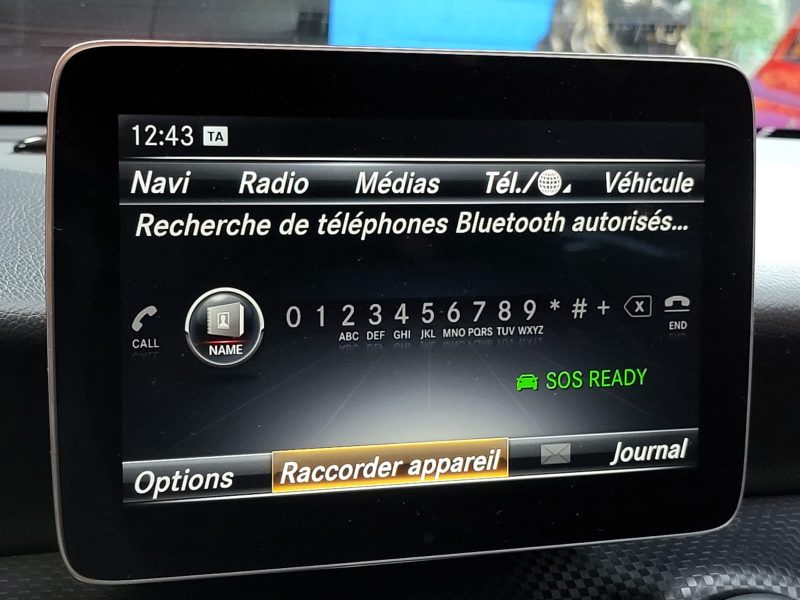 12:43 TA
Navi Radio Médias Tél./ Véhicule
Recherche de téléphones Bluetooth autorisés...
CALL NAME 0 1 2 3 4 5 6 7 8 9 * # + X END
ABC DEF GHI JKL MNO PQRS TUV WXYZ
SOS READY
Options Raccorder appareil Journal